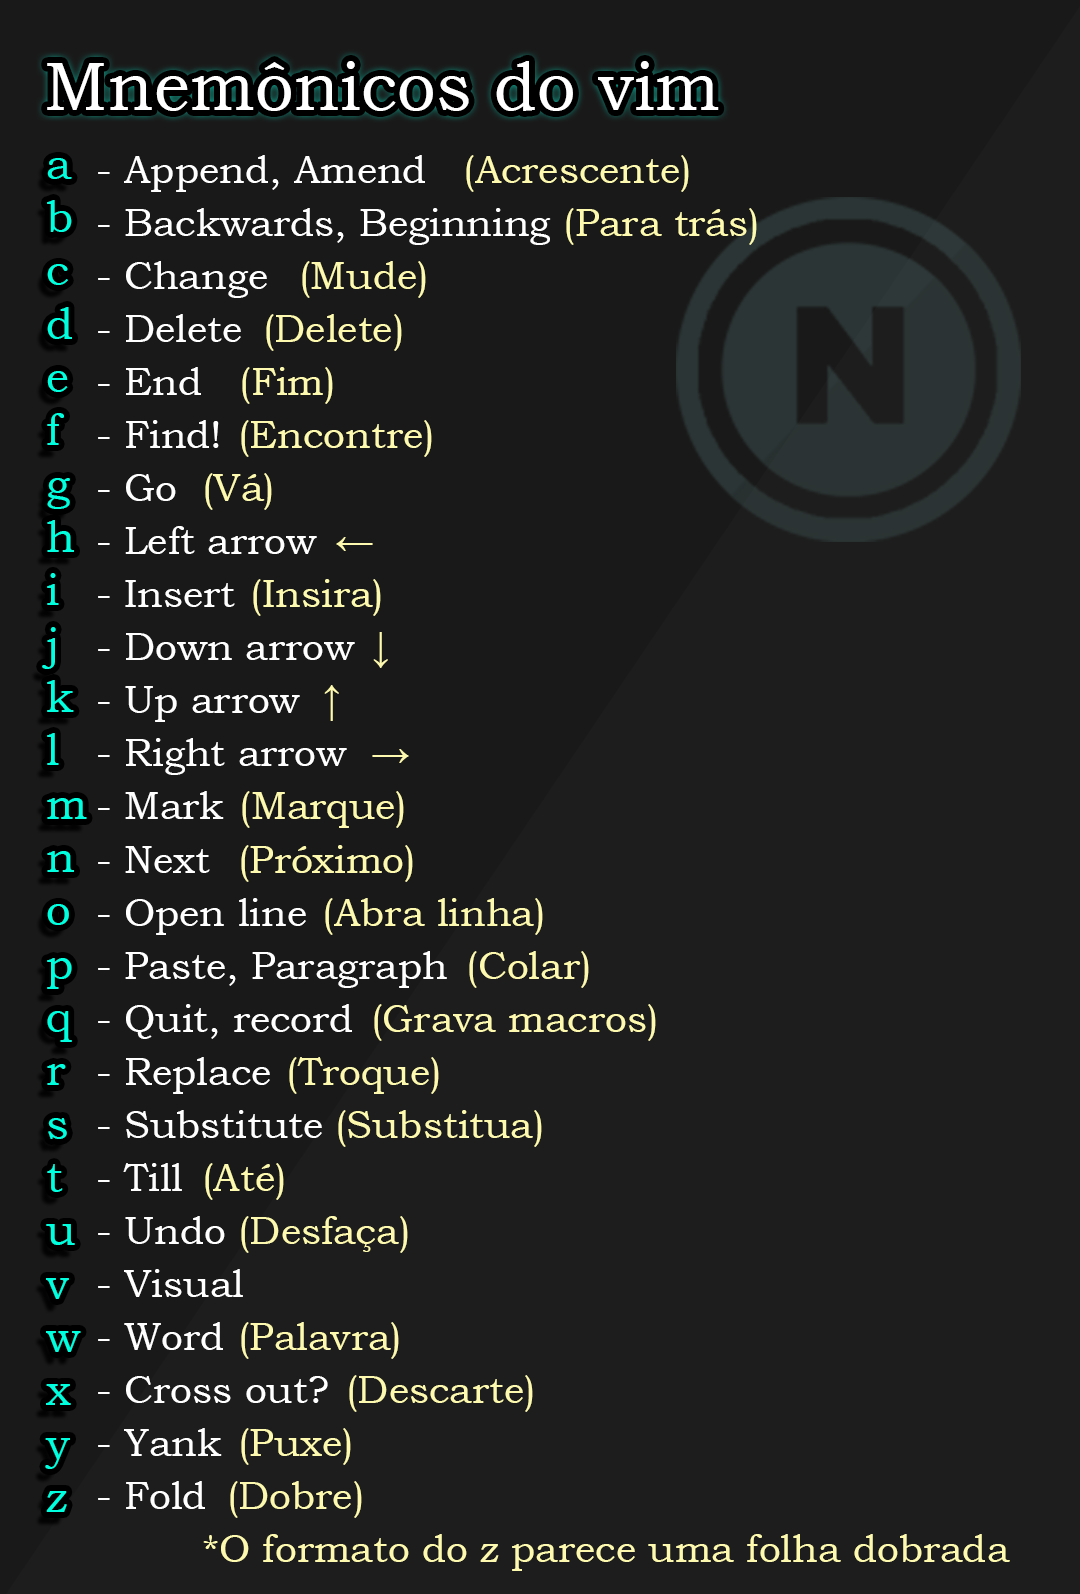 Mnemônicos do vim
a - Append, Amend (Acrescente)
b - Backwards, Beginning (Para trás)
c - Change (Mude)
d - Delete (Delete)
e - End (Fim)
f - Find! (Encontre)
g - Go (Vá)
h - Left arrow ←
i - Insert (Insira)
j - Down arrow ↓
k - Up arrow ↑
l - Right arrow →
m - Mark (Marque)
n - Next (Próximo)
o - Open line (Abra linha)
p - Paste, Paragraph (Colar)
q - Quit, record (Grava macros)
r - Replace (Troque)
s - Substitute (Substitua)
t - Till (Até)
u - Undo (Desfaça)
v - Visual
w - Word (Palavra)
x - Cross out? (Descarte)
y - Yank (Puxe)
z - Fold (Dobre)
*O formato do z parece uma folha dobrada
N